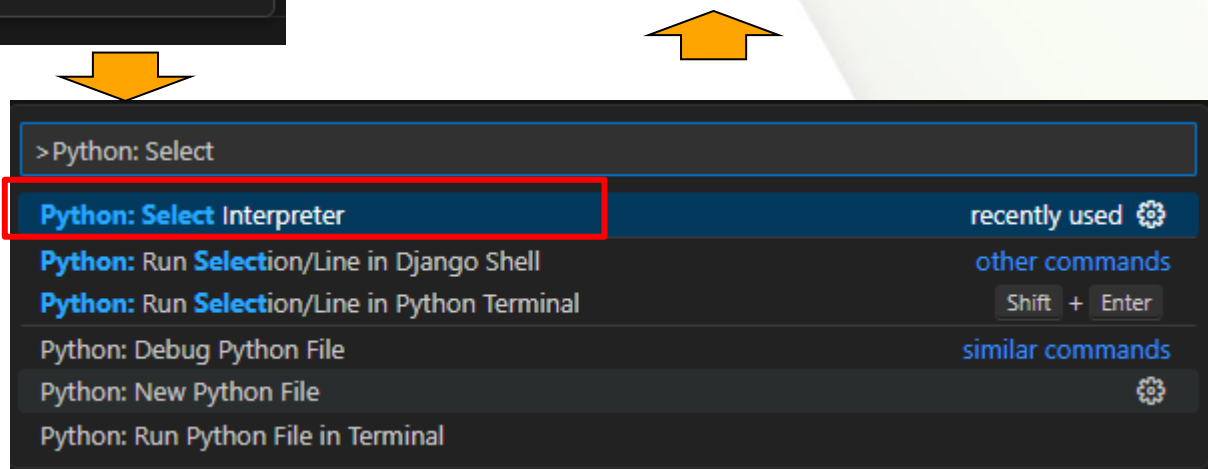 >Python: Select
Python: Select Interpreter recently used
Python: Run Selection/Line in Django Shell other commands
Python: Run Selection/Line in Python Terminal Shift + Enter
Python: Debug Python File similar commands
Python: New Python File
Python: Run Python File in Terminal